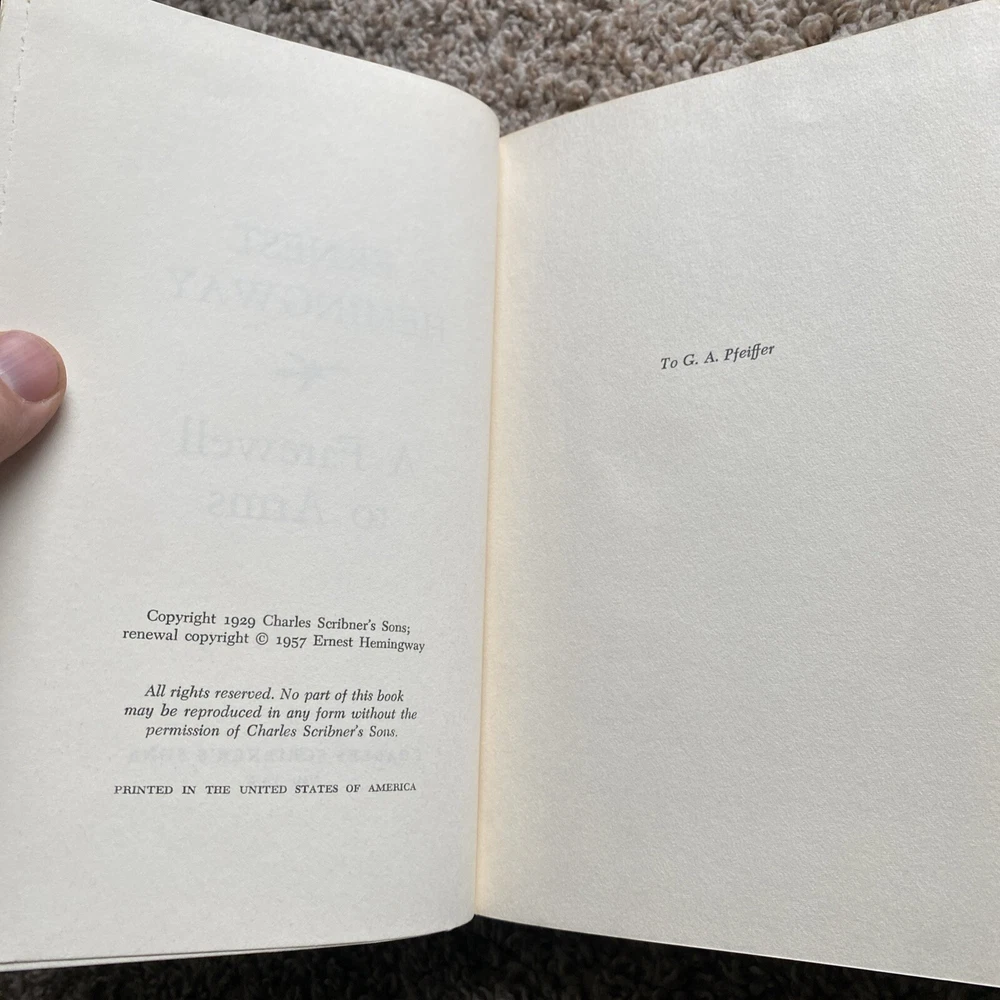 Copyright 1929 Charles Scribner's Sons;
renewal copyright © 1957 Ernest Hemingway
All rights reserved. No part of this book
may be reproduced in any form without the
permission of Charles Scribner's Sons.
PRINTED IN THE UNITED STATES OF AMERICA
To G. A. Pfeiffer